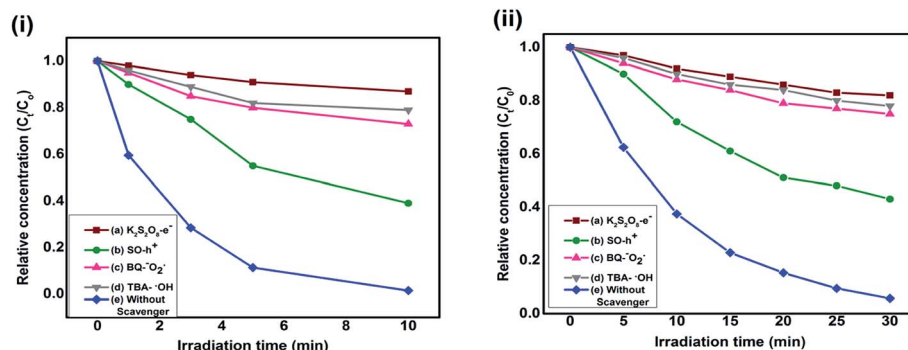 (i)
Relative concentration (Cₜ/Cₒ)
1.0
0.8
0.6
0.4
0.2
0.0
(a) K₂S₂O₈-e⁻
(b) SO-h⁺
(c) BQ-⁻O₂·
(d) TBA- ·OH
(e) Without
Scavenger
0 2 4 6 8 10
Irradiation time (min)
(ii)
Relative concentration (Cₜ/C₀)
1.0
0.8
0.6
0.4
0.2
0.0
(a) K₂S₂O₈-e⁻
(b) SO-h⁺
(c) BQ-⁻O₂·
(d) TBA- ·OH
(e) Without
Scavenger
0 5 10 15 20 25 30
Irradiation time (min)